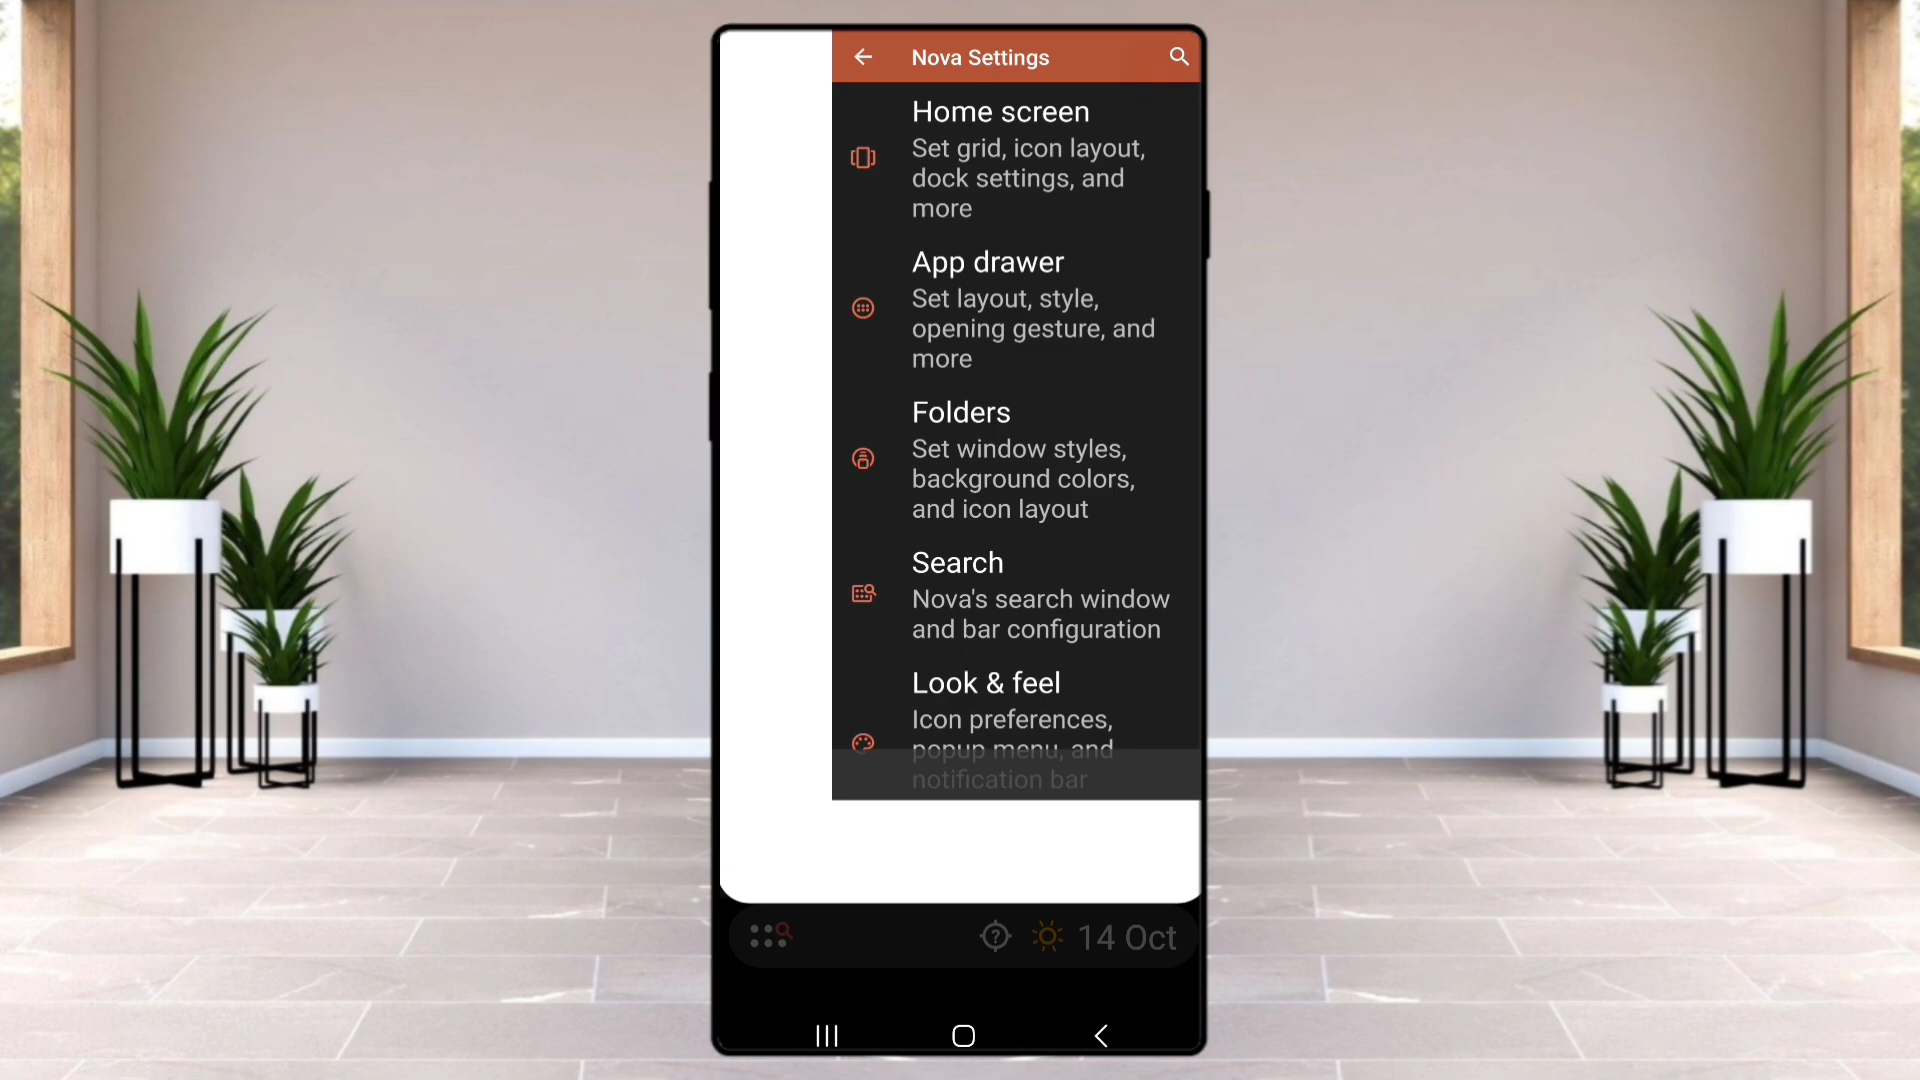 Nova Settings
Home screen
Set grid, icon layout,
dock settings, and
more
App drawer
Set layout, style,
opening gesture, and
more
Folders
Set window styles,
background colors,
and icon layout
Search
Nova's search window
and bar configuration
Look & feel
Icon preferences,
popup menu, and
notification bar
14 Oct